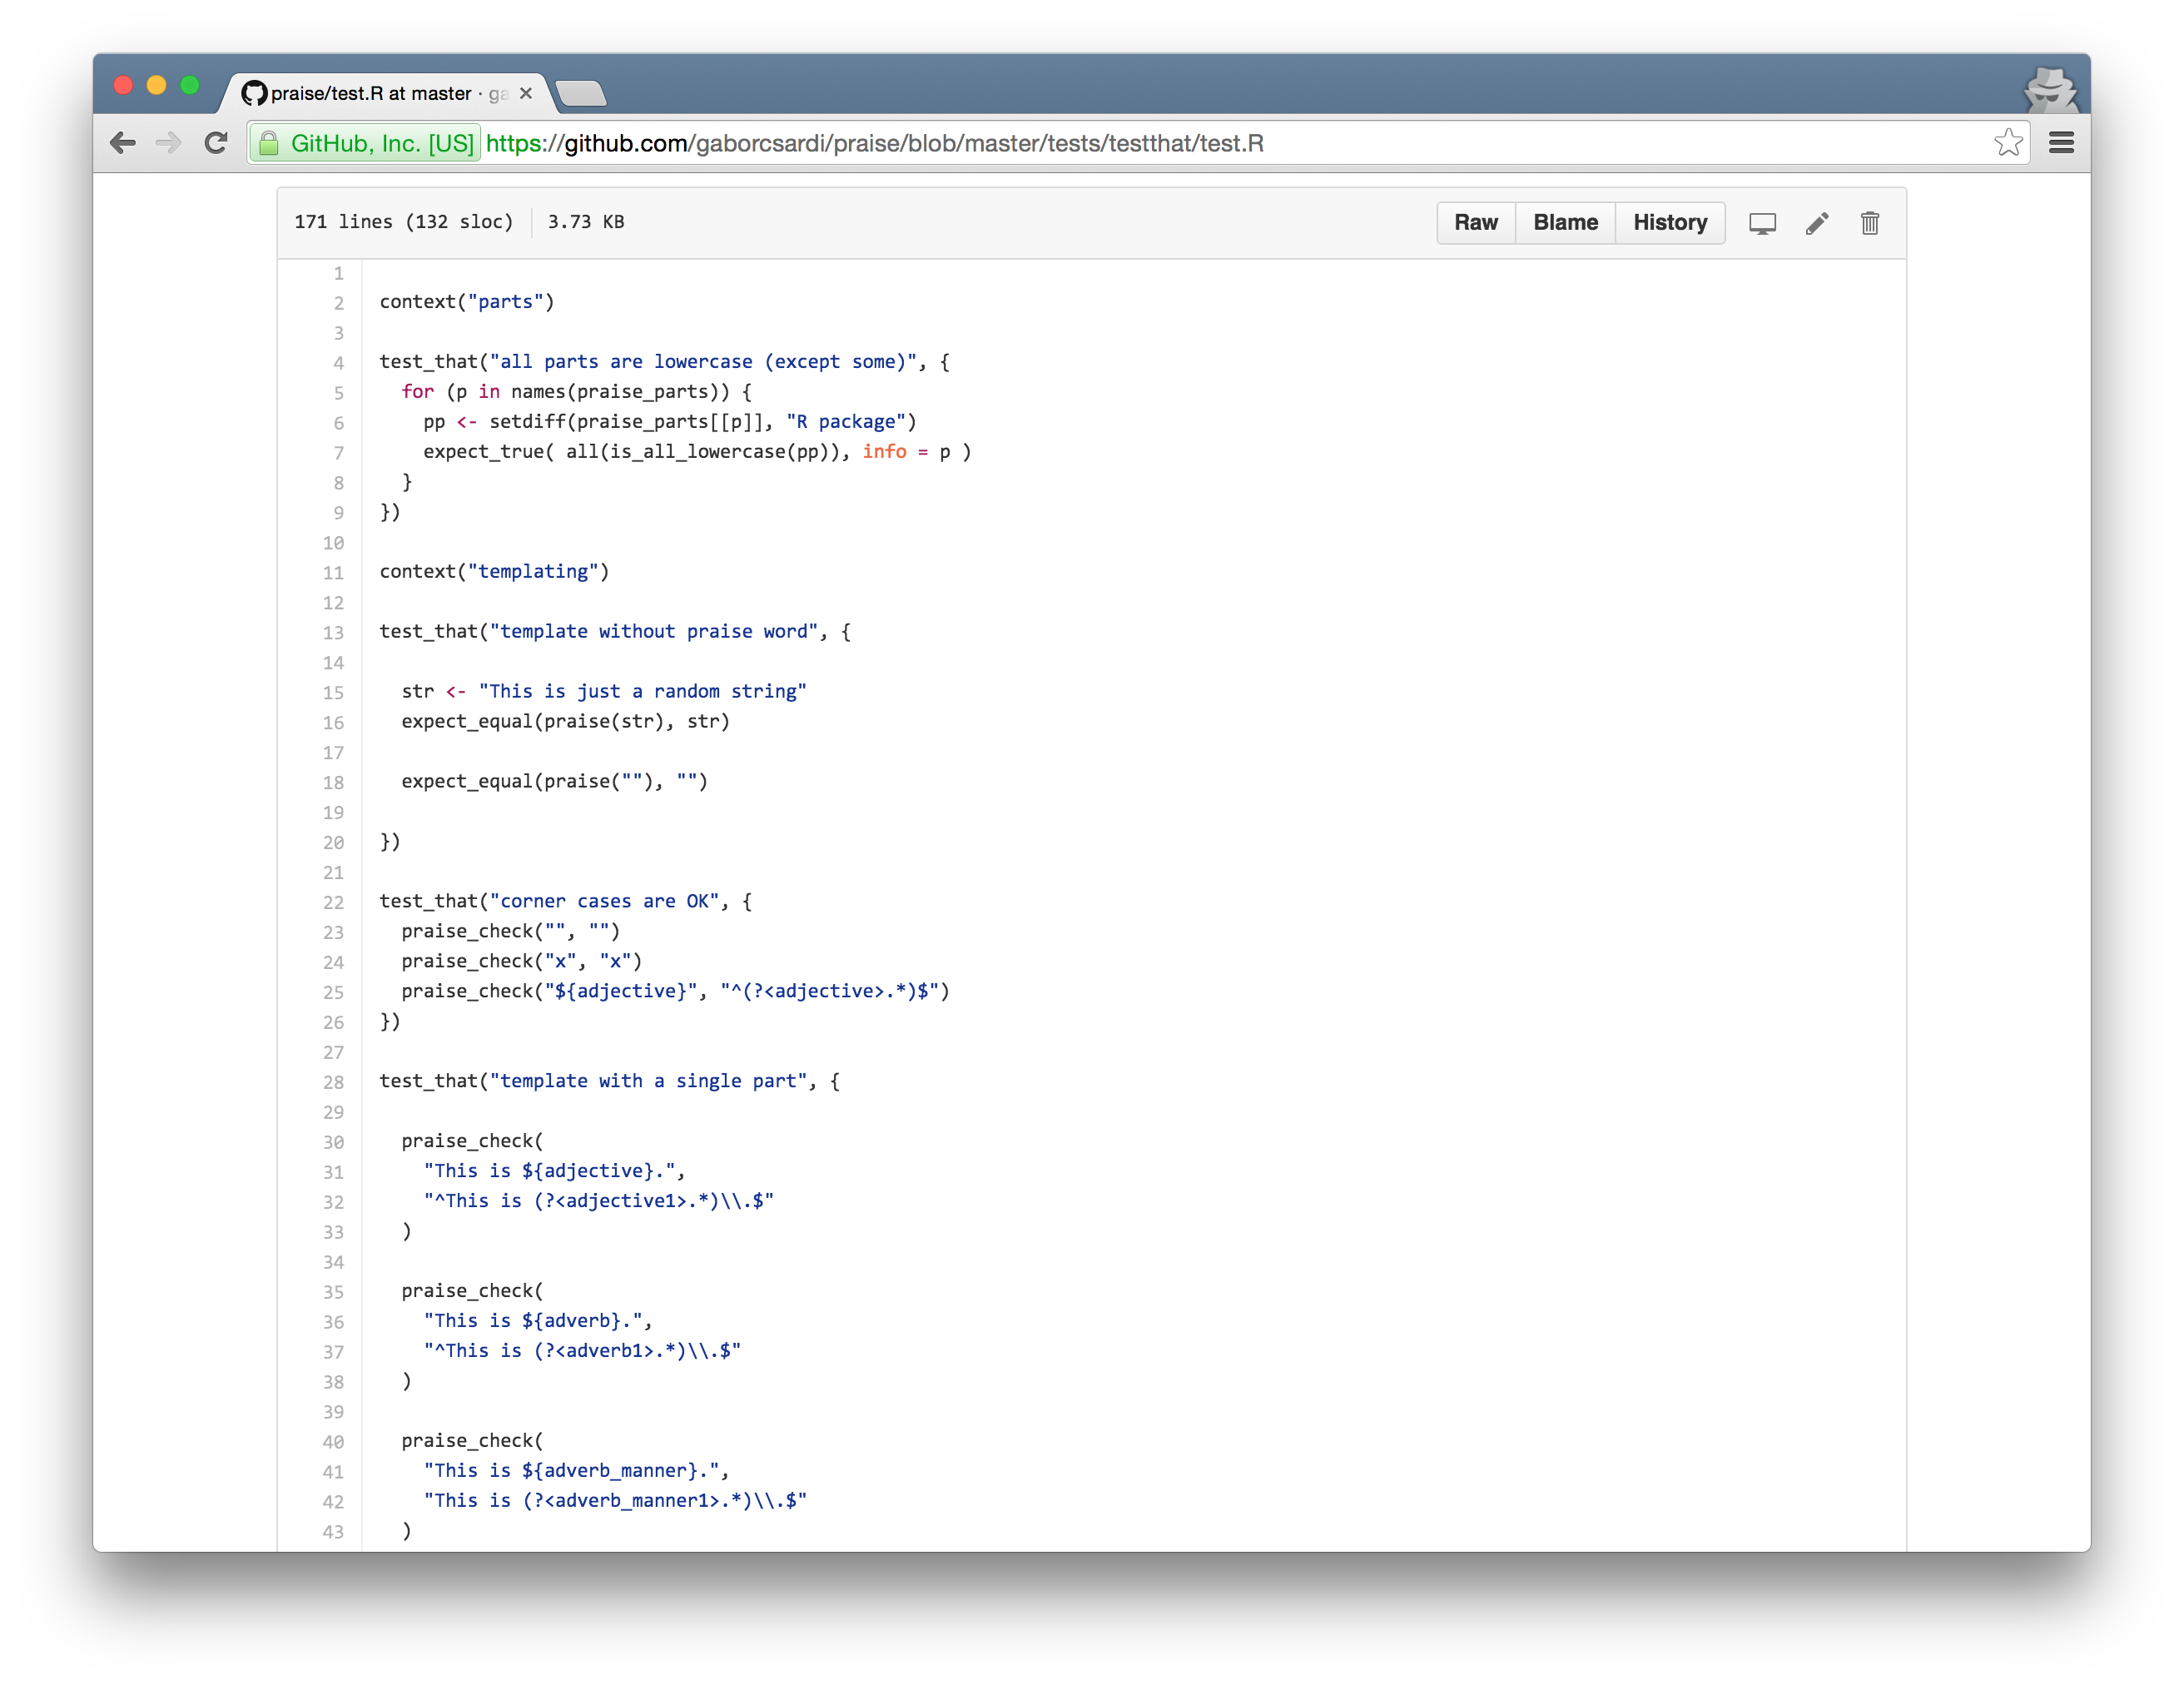 praise/test.R at master · ga
GitHub, Inc. [US] https://github.com/gaborcsardi/praise/blob/master/tests/testthat/test.R
171 lines (132 sloc) 3.73 KB Raw Blame History
1
2 context("parts")
3
4 test_that("all parts are lowercase (except some)", {
5   for (p in names(praise_parts)) {
6     pp <- setdiff(praise_parts[[p]], "R package")
7     expect_true( all(is_all_lowercase(pp)), info = p )
8   }
9 })
10
11 context("templating")
12
13 test_that("template without praise word", {
14
15   str <- "This is just a random string"
16   expect_equal(praise(str), str)
17
18   expect_equal(praise(""), "")
19
20 })
21
22 test_that("corner cases are OK", {
23   praise_check("", "")
24   praise_check("x", "x")
25   praise_check("${adjective}", "^(?<adjective>.*)$")
26 })
27
28 test_that("template with a single part", {
29
30   praise_check(
31     "This is ${adjective}.",
32     "^This is (?<adjective1>.*)\\.$"
33   )
34
35   praise_check(
36     "This is ${adverb}.",
37     "^This is (?<adverb1>.*)\\.$"
38   )
39
40   praise_check(
41     "This is ${adverb_manner}.",
42     "This is (?<adverb_manner1>.*)\\.$"
43   )